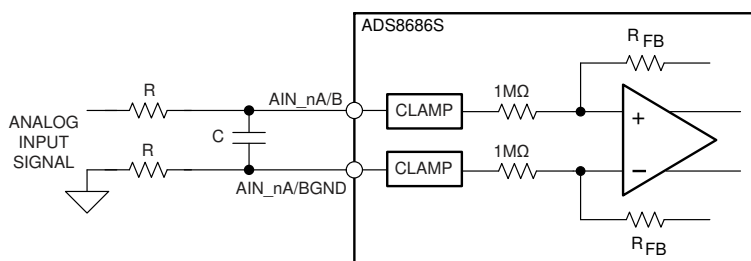 ADS8686S
R FB
R
AIN_nA/B
CLAMP
1MΩ
ANALOG
INPUT
SIGNAL
C
+
R
AIN_nA/BGND
CLAMP
1MΩ
−
R FB